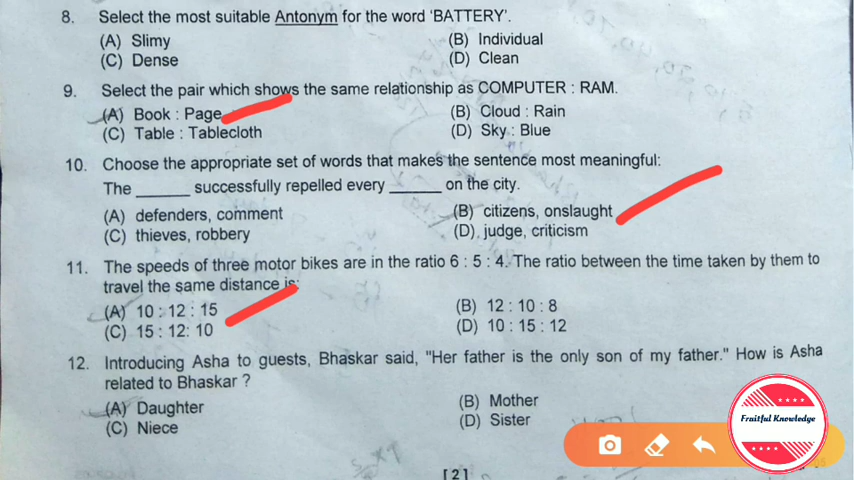 8. Select the most suitable Antonym for the word 'BATTERY'.
(A) Slimy (B) Individual
(C) Dense (D) Clean
9. Select the pair which shows the same relationship as COMPUTER : RAM.
(A) Book : Page (B) Cloud : Rain
(C) Table : Tablecloth (D) Sky : Blue
10. Choose the appropriate set of words that makes the sentence most meaningful:
The ______ successfully repelled every ______ on the city.
(A) defenders, comment (B) citizens, onslaught
(C) thieves, robbery (D) judge, criticism
11. The speeds of three motor bikes are in the ratio 6 : 5 : 4. The ratio between the time taken by them to
travel the same distance is:
(A) 10 : 12 : 15 (B) 12 : 10 : 8
(C) 15 : 12: 10 (D) 10 : 15 : 12
12. Introducing Asha to guests, Bhaskar said, "Her father is the only son of my father." How is Asha
related to Bhaskar ?
(A) Daughter (B) Mother
(C) Niece (D) Sister
Fraitful Knowledge
[2]